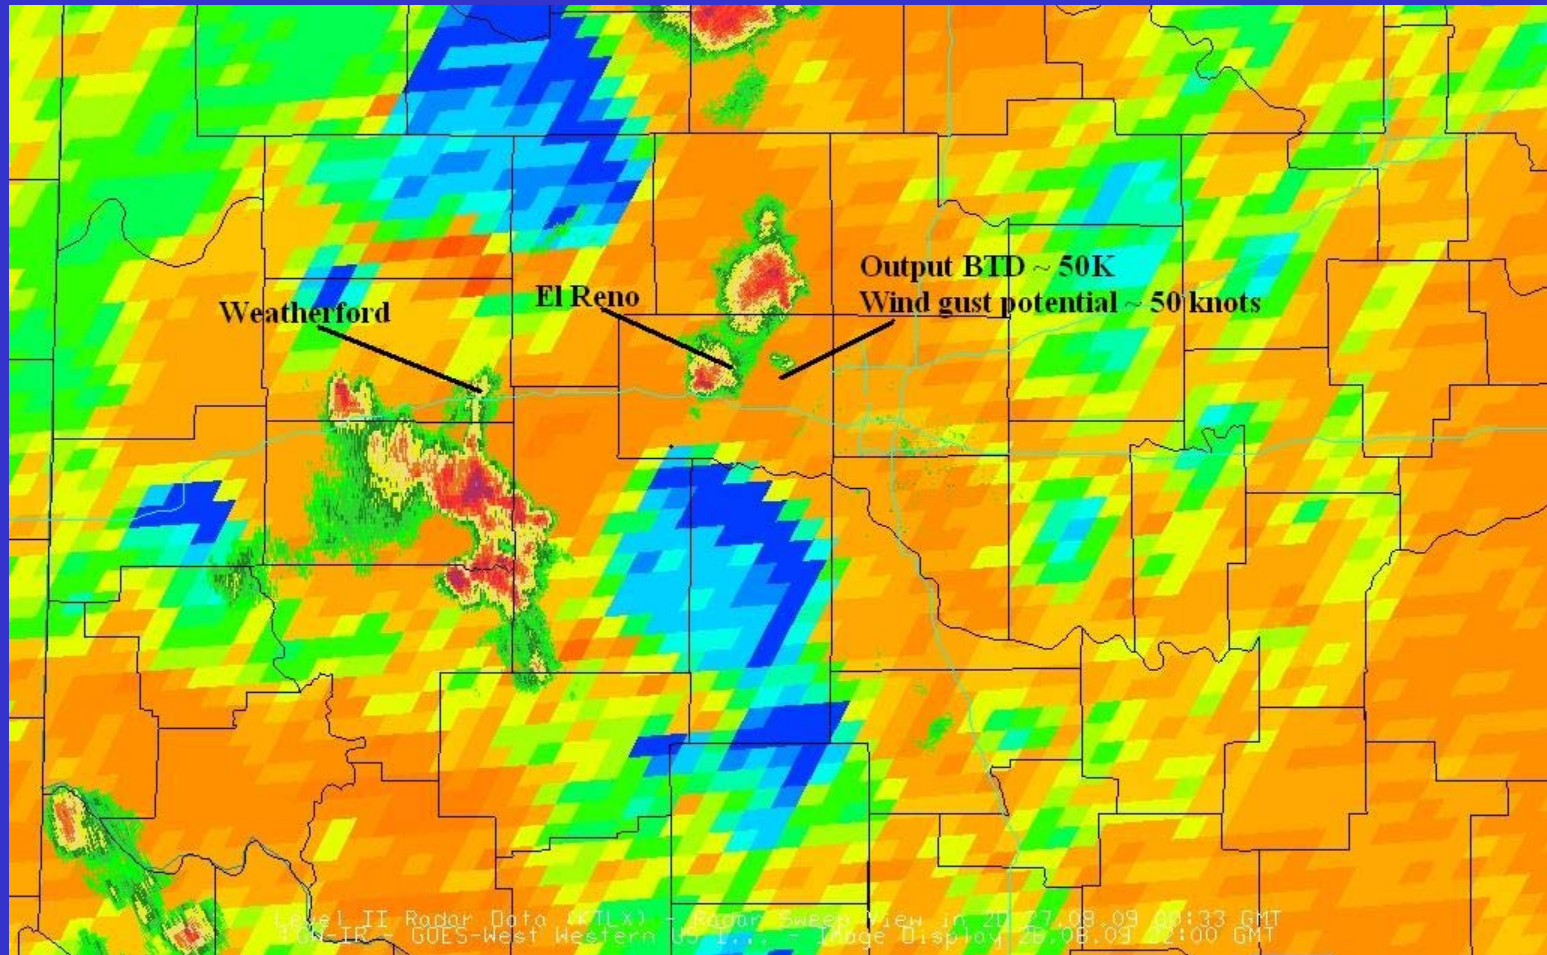 Output BTD ~ 50K
El Reno
Wind gust potential ~ 50 knots
Weatherford
Level II Radar Data (KTLX) - Radar Sweep View in 2D 27.08.09 00:33 GMT
GOES-West Western US - Image Display 26.08.09 22:00 GMT